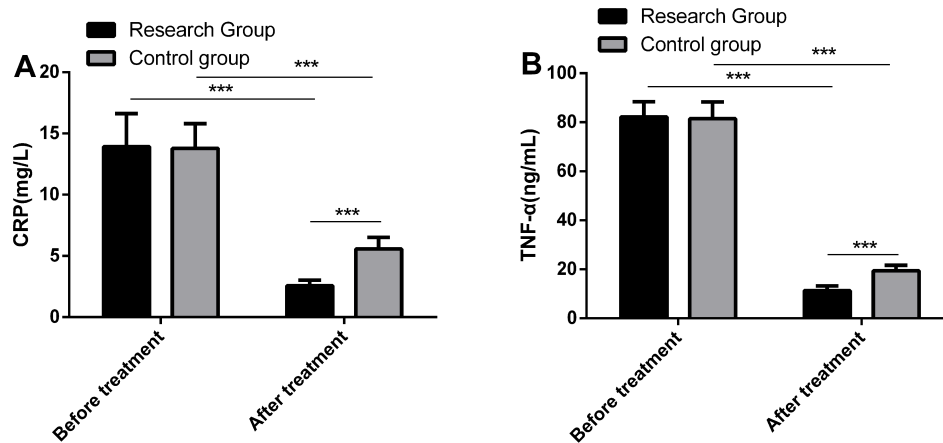 A
Research Group
Control group
CRP(mg/L)
20
15
10
5
0
***
***
***
Before treatment
After treatment
B
Research Group
Control group
TNF-α(ng/mL)
100
80
60
40
20
0
***
***
***
Before treatment
After treatment